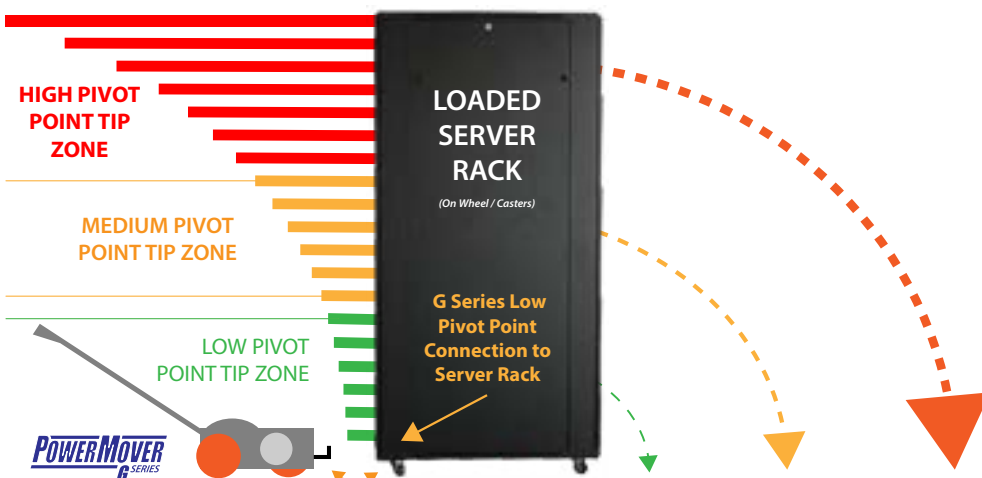 HIGH PIVOT
POINT TIP
ZONE
LOADED
SERVER
RACK
(On Wheel / Casters)
MEDIUM PIVOT
POINT TIP ZONE
G Series Low
Pivot Point
Connection to
Server Rack
LOW PIVOT
POINT TIP ZONE
POWERMOVER
G SERIES